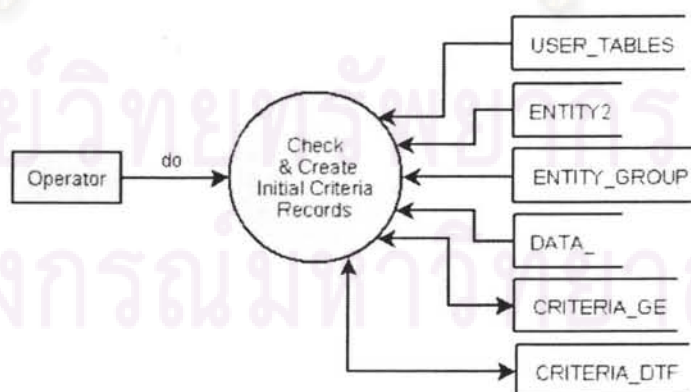 USER_TABLES
ENTITY2
ENTITY_GROUP
DATA_
CRITERIA_GE
CRITERIA_DTF
Operator
do
Check
& Create
Initial Criteria
Records